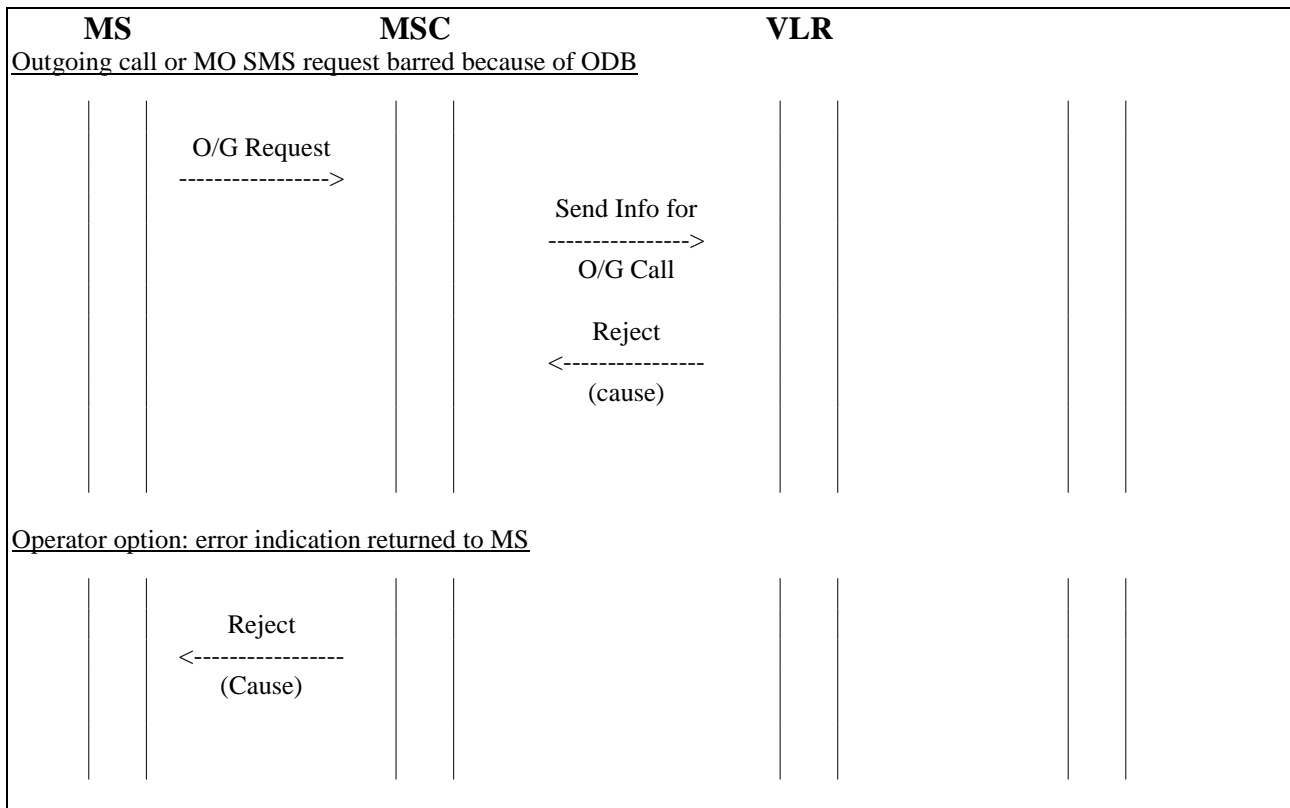 MS MSC VLR
Outgoing call or MO SMS request barred because of ODB
O/G Request
----------------->
Send Info for
---------------->
O/G Call
Reject
<----------------
(cause)
Operator option: error indication returned to MS
Reject
<-----------------
(Cause)